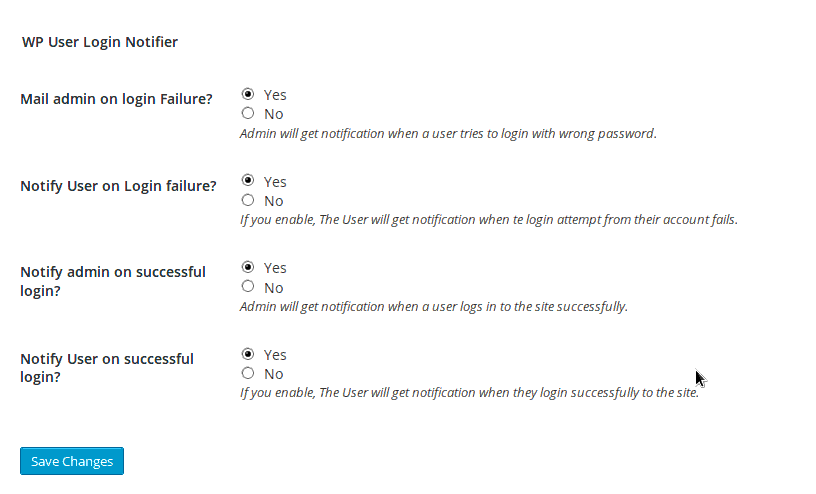 WP User Login Notifier
Mail admin on login Failure?
Yes
No
Admin will get notification when a user tries to login with wrong password.
Notify User on Login failure?
Yes
No
If you enable, The User will get notification when te login attempt from their account fails.
Notify admin on successful
login?
Yes
No
Admin will get notification when a user logs in to the site successfully.
Notify User on successful
login?
Yes
No
If you enable, The User will get notification when they login successfully to the site.
Save Changes